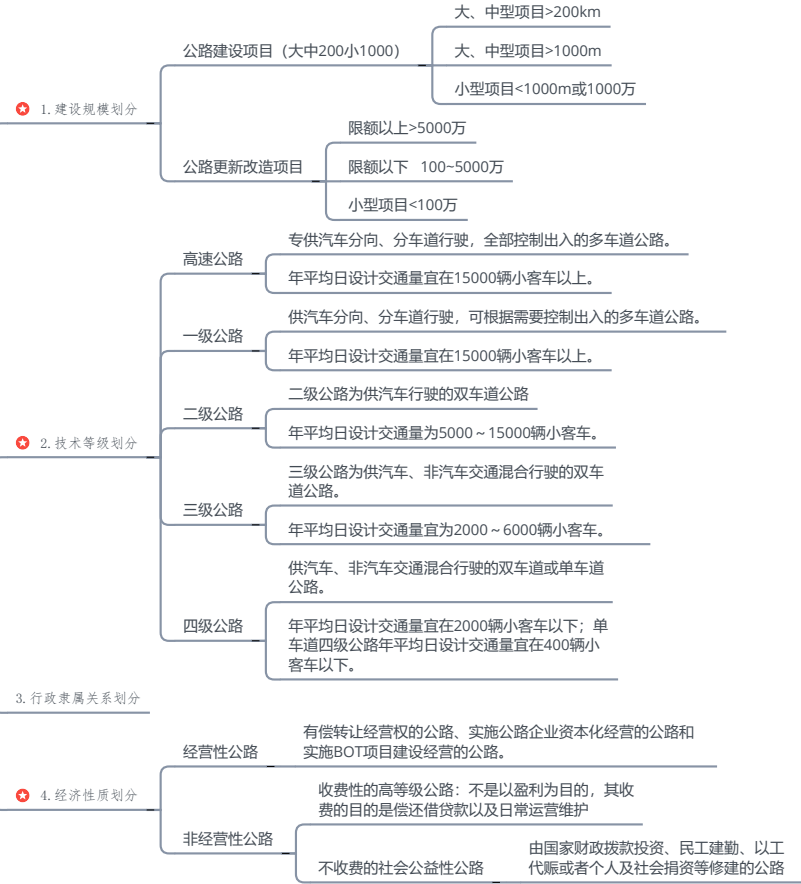 1.建设规模划分
公路建设项目（大中200小1000）
大、中型项目>200km
大、中型项目>1000m
小型项目<1000m或1000万
公路更新改造项目
限额以上>5000万
限额以下 100~5000万
小型项目<100万
2.技术等级划分
高速公路
专供汽车分向、分车道行驶，全部控制出入的多车道公路。
年平均日设计交通量宜在15000辆小客车以上。
一级公路
供汽车分向、分车道行驶，可根据需要控制出入的多车道公路。
年平均日设计交通量宜在15000辆小客车以上。
二级公路
二级公路为供汽车行驶的双车道公路
年平均日设计交通量为5000～15000辆小客车。
三级公路
三级公路为供汽车、非汽车交通混合行驶的双车
道公路。
年平均日设计交通量宜为2000～6000辆小客车。
四级公路
供汽车、非汽车交通混合行驶的双车道或单车道
公路。
年平均日设计交通量宜在2000辆小客车以下；单
车道四级公路年平均日设计交通量宜在400辆小
客车以下。
3.行政隶属关系划分
4.经济性质划分
经营性公路
有偿转让经营权的公路、实施公路企业资本化经营的公路和
实施BOT项目建设经营的公路。
非经营性公路
收费性的高等级公路：不是以盈利为目的，其收
费的目的是偿还借贷款以及日常运营维护
不收费的社会公益性公路
由国家财政拨款投资、民工建勤、以工
代赈或者个人及社会捐资等修建的公路